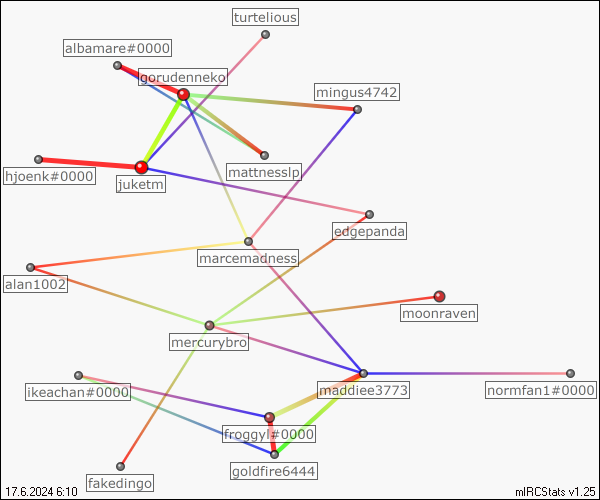 turtelious
albamare#0000
gorudenneko
mingus4742
mattnesslp
hjoenk#0000
juketm
edgepanda
marcemadness
alan1002
moonraven
mercurybro
maddiee3773
normfan1#0000
ikeachan#0000
froggyl#0000
goldfire6444
fakedingo
17.6.2024 6:10
mIRCStats v1.25